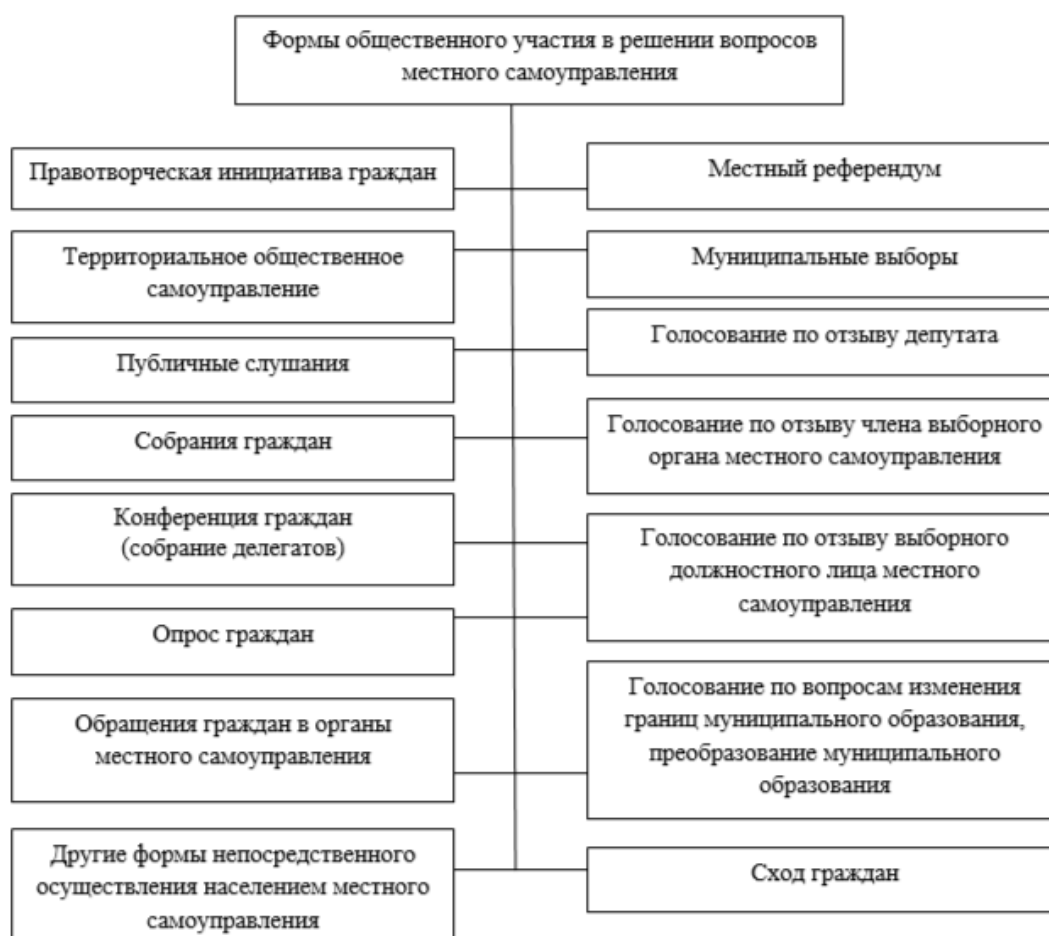 Формы общественного участия в решении вопросов
местного самоуправления
Правотворческая инициатива граждан
Местный референдум
Территориальное общественное
самоуправление
Муниципальные выборы
Публичные слушания
Голосование по отзыву депутата
Собрания граждан
Голосование по отзыву члена выборного
органа местного самоуправления
Конференция граждан
(собрание делегатов)
Голосование по отзыву выборного
должностного лица местного
самоуправления
Опрос граждан
Обращения граждан в органы
местного самоуправления
Голосование по вопросам изменения
границ муниципального образования,
преобразование муниципального
образования
Другие формы непосредственного
осуществления населением местного
самоуправления
Сход граждан